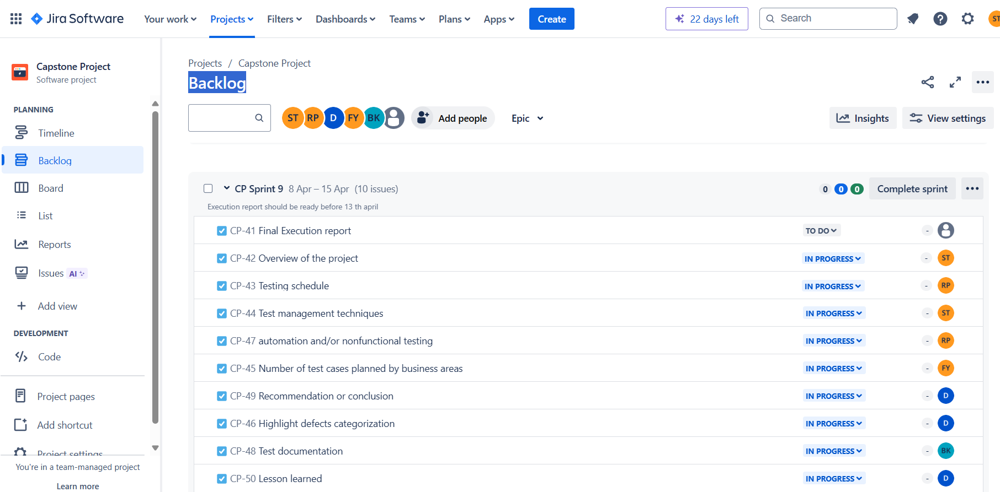 Jira Software Your work Projects Filters Dashboards Teams Plans Apps Create 22 days left Search ST
Capstone Project
Software project
PLANNING
Timeline
Backlog
Board
List
Reports
Issues AI
Add view
DEVELOPMENT
Code
Project pages
Add shortcut
Project settings
You're in a team-managed project
Learn more
Projects / Capstone Project
Backlog
ST RP D FY BK Add people Epic Insights View settings
CP Sprint 9 8 Apr – 15 Apr (10 issues) 0 0 0 Complete sprint
Execution report should be ready before 13 th april
CP-41 Final Execution report TO DO -
CP-42 Overview of the project IN PROGRESS - ST
CP-43 Testing schedule IN PROGRESS - RP
CP-44 Test management techniques IN PROGRESS - ST
CP-47 automation and/or nonfunctional testing IN PROGRESS - RP
CP-45 Number of test cases planned by business areas IN PROGRESS - FY
CP-49 Recommendation or conclusion IN PROGRESS - D
CP-46 Highlight defects categorization IN PROGRESS - D
CP-48 Test documentation IN PROGRESS - BK
CP-50 Lesson learned IN PROGRESS - D